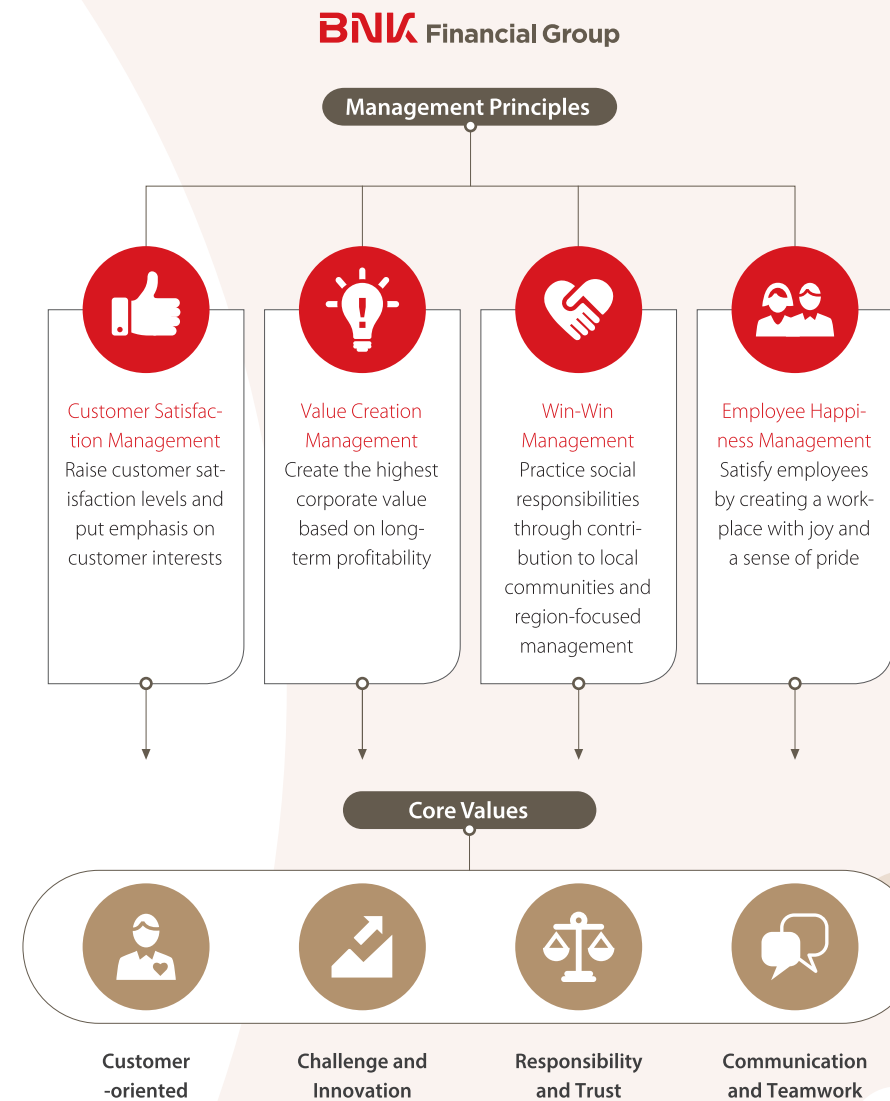 BNK Financial Group
Management Principles
Customer Satisfac-
tion Management
Raise customer sat-
isfaction levels and
put emphasis on
customer interests
Value Creation
Management
Create the highest
corporate value
based on long-
term profitability
Win-Win
Management
Practice social
responsibilities
through contri-
bution to local
communities and
region-focused
management
Employee Happi-
ness Management
Satisfy employees
by creating a work-
place with joy and
a sense of pride
Core Values
Customer
-oriented
Challenge and
Innovation
Responsibility
and Trust
Communication
and Teamwork